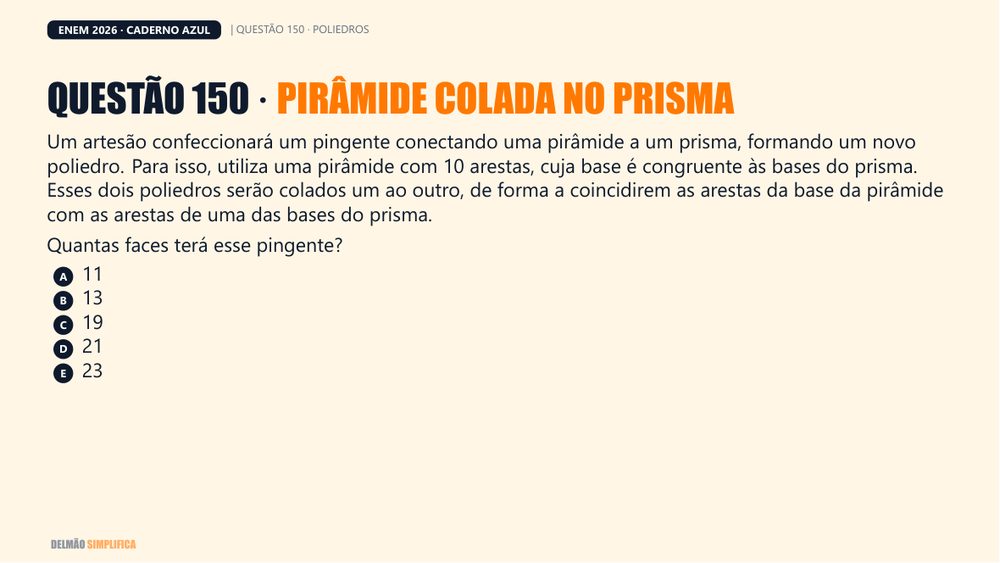 ENEM 2026 · CADERNO AZUL | QUESTÃO 150 · POLIEDROS
QUESTÃO 150 · PIRÂMIDE COLADA NO PRISMA
Um artesão confeccionará um pingente conectando uma pirâmide a um prisma, formando um novo
poliedro. Para isso, utiliza uma pirâmide com 10 arestas, cuja base é congruente às bases do prisma.
Esses dois poliedros serão colados um ao outro, de forma a coincidirem as arestas da base da pirâmide
com as arestas de uma das bases do prisma.
Quantas faces terá esse pingente?
A 11
B 13
C 19
D 21
E 23
DELMÃO SIMPLIFICA